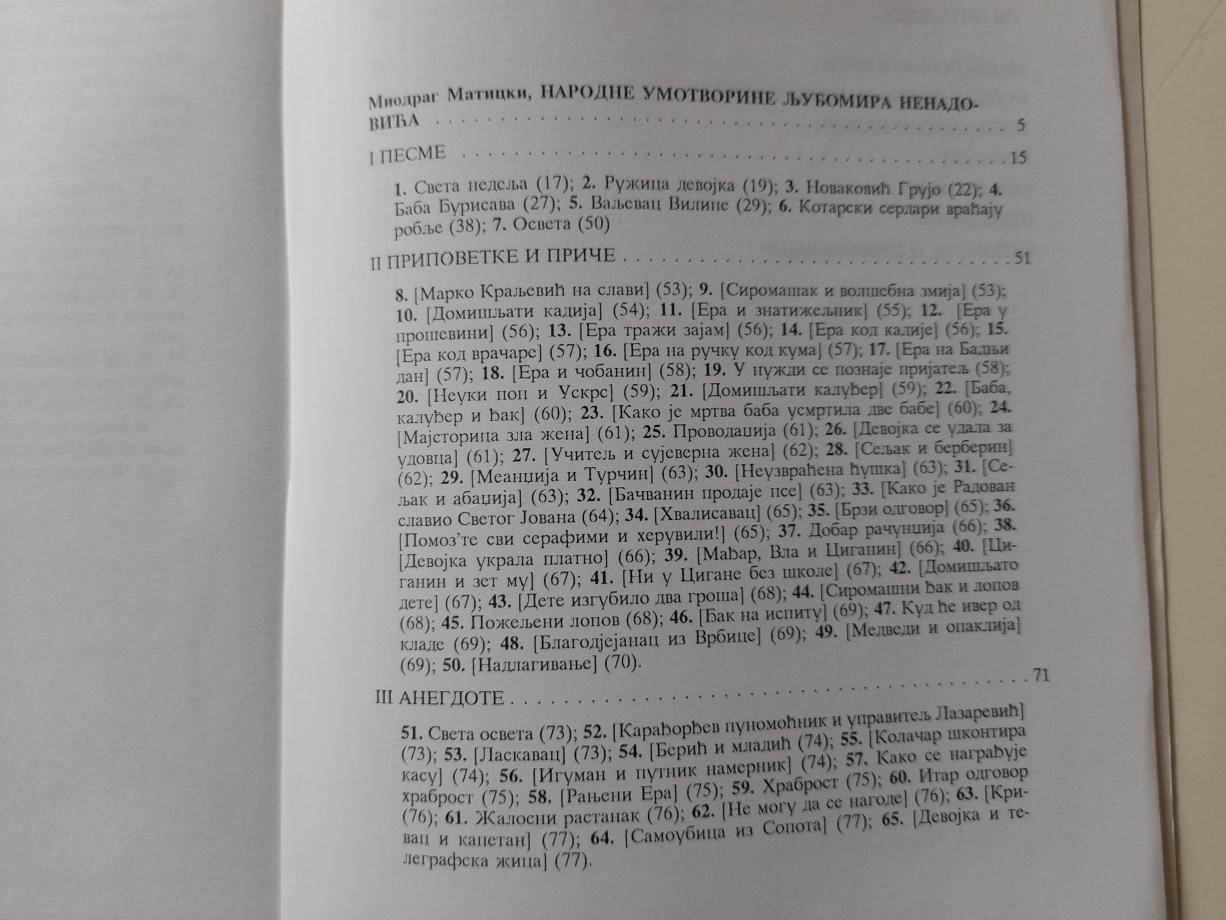 Миодраг Матицки, НАРОДНЕ УМОТВОРИНЕ ЉУБОМИРА НЕНАДО-
ВИЋА . . . . . . . . . . . . . . . . . . . . . . . . . . . . . . . . . . . . . . 5
I ПЕСМЕ . . . . . . . . . . . . . . . . . . . . . . . . . . . . . . . . . . . . . . 15
1. Света недеља (17); 2. Ружица девојка (19); 3. Новаковић Грујо (22); 4.
Баба Ђурисава (27); 5. Ваљевац Вилипе (29); 6. Котарски сердари враћају
робље (38); 7. Освета (50)
II ПРИПОВЕТКЕ И ПРИЧЕ . . . . . . . . . . . . . . . . . . . . . . . . . . . 51
8. [Марко Краљевић на слави] (53); 9. [Сиромашак и волшебна змија] (53);
10. [Домишљати кадија] (54); 11. [Ера и знатижељник] (55); 12. [Ера у
прошевини] (56); 13. [Ера тражи зајам] (56); 14. [Ера код кадије] (56); 15.
[Ера код врачаре] (57); 16. [Ера на ручку код кума] (57); 17. [Ера на Бадњи
дан] (57); 18. [Ера и чобанин] (58); 19. У нужди се познаје пријатељ (58);
20. [Неуки поп и Ускрс] (59); 21. [Домишљати калуђер] (59); 22. [Баба,
калуђер и ђак] (60); 23. [Како је мртва баба усмртила две бабе] (60); 24.
[Мајсторица зла жена] (61); 25. Проводаџија (61); 26. [Девојка се удала за
удовца] (61); 27. [Учитељ и сујеверна жена] (62); 28. [Сељак и берберин]
(62); 29. [Меанџија и Турчин] (63); 30. [Неузвраћена ћушка] (63); 31. [Се-
љак и абаџија] (63); 32. [Бачванин продаје псе] (63); 33. [Како је Радован
славио Светог Јована (64); 34. [Хвалисавац] (65); 35. [Брзи одговор] (65); 36.
[Помоз’те сви серафими и херувили!] (65); 37. Добар рачунџија (66); 38.
[Девојка украла платно] (66); 39. [Мађар, Вла и Циганин] (66); 40. [Ци-
ганин и зет му] (67); 41. [Ни у Цигане без школе] (67); 42. [Домишљато
дете] (67); 43. [Дете изгубило два гроша] (68); 44. [Сиромашни ђак и лопов
(68); 45. Пожељени лопов (68); 46. [Ђак на испиту] (69); 47. Куд ће ивер од
кладе (69); 48. [Благодјејанац из Врбице] (69); 49. [Медведи и опаклија]
(69); 50. [Надлагивање] (70).
III АНЕГДОТЕ . . . . . . . . . . . . . . . . . . . . . . . . . . . . . . . . . . . 71
51. Света освета (73); 52. [Карађорђев пуномоћник и управитељ Лазаревић]
(73); 53. [Ласкавац] (73); 54. [Берић и младић (74); 55. [Колачар шконтира
касу] (74); 56. [Игуман и путник намерник] (74); 57. Како се награђује
храброст (75); 58. [Рањени Ера] (75); 59. Храброст (75); 60. Итар одговор
(76); 61. Жалосни растанак (76); 62. [Не могу да се нагоде] (76); 63. [Кри-
вац и капетан] (77); 64. [Самоубица из Сопота] (77); 65. [Девојка и те-
леграфска жица] (77).